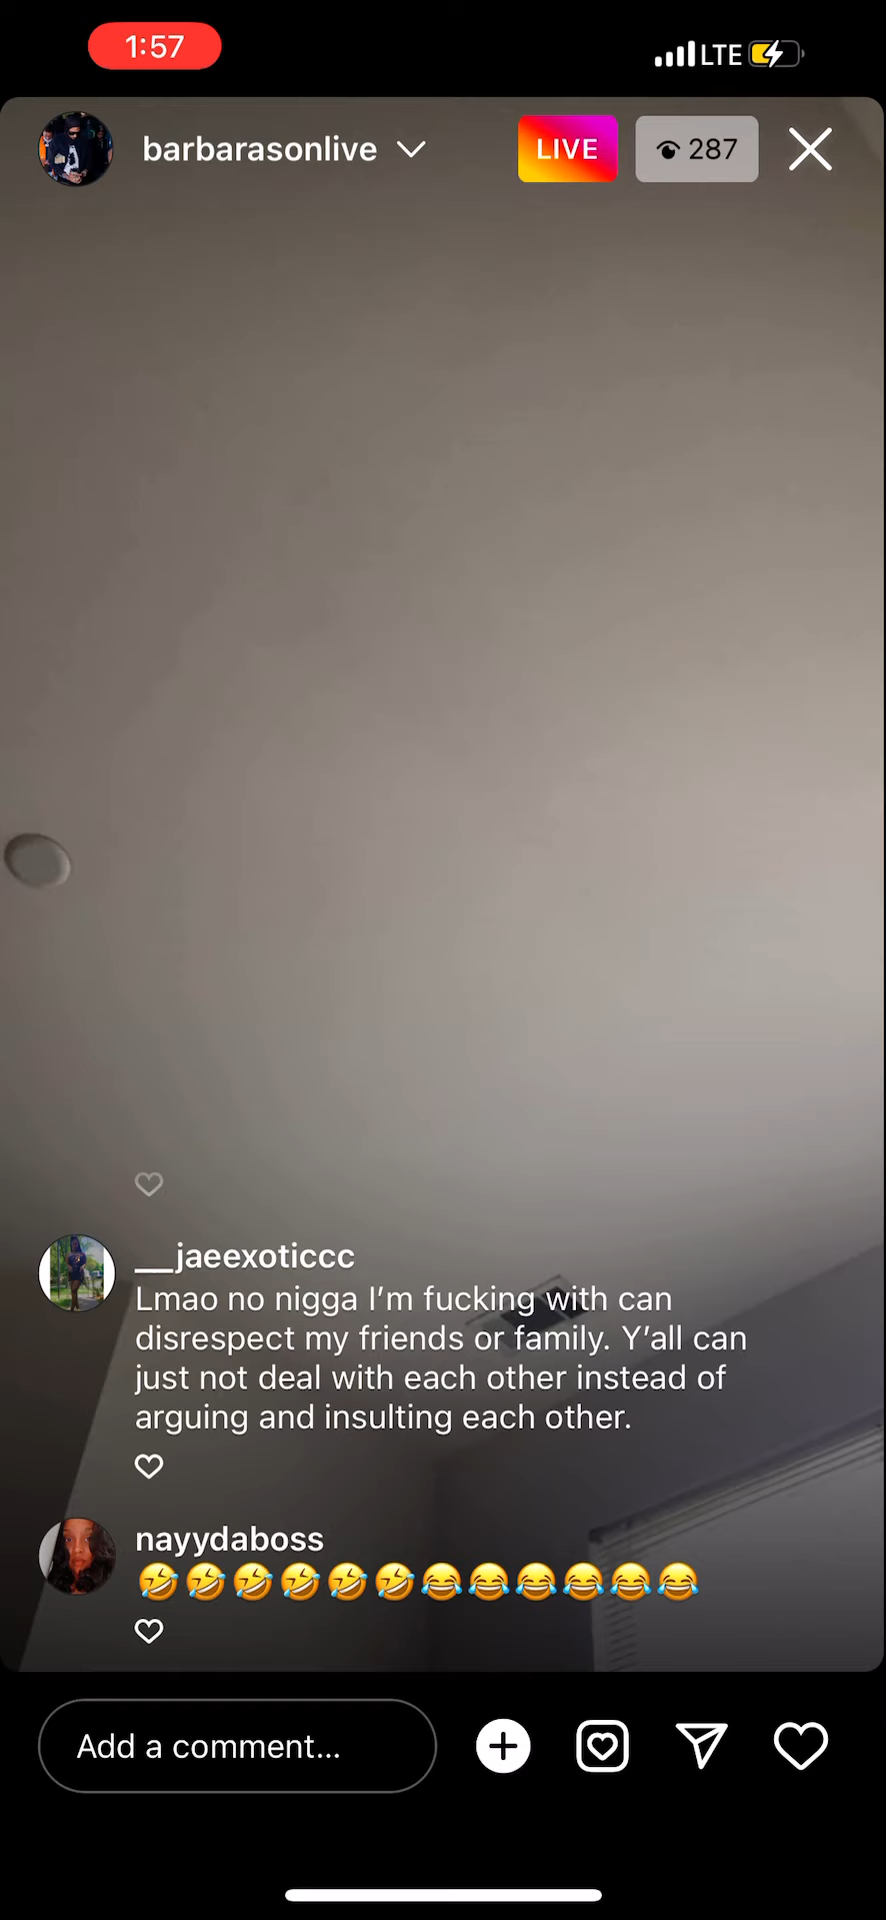 1:57 LTE
barbarasonlive LIVE 287
__jaeexoticcc
Lmao no nigga I’m fucking with can
disrespect my friends or family. Y’all can
just not deal with each other instead of
arguing and insulting each other.
nayydaboss
🤣🤣🤣🤣🤣🤣😂😂😂😂😂😂
Add a comment...